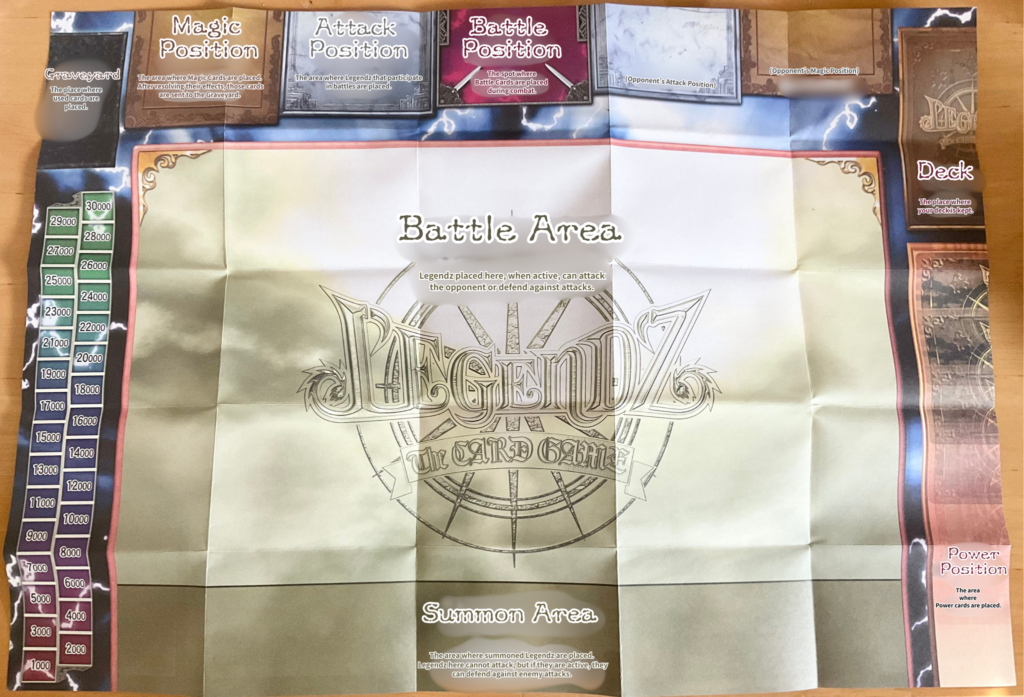 Graveyard
The place where
used cards are
placed.
Magic
Position
The area where Magic Cards are placed.
After resolving their effects, those cards
are sent to the Graveyard.
Attack
Position
The area where Legendz that participate
in battles are placed.
Battle
Position
The spot where
Battle Cards are placed
during combat.
(Opponent's Attack Position)
(Opponent's Magic Position)
Deck
The place where
your deck is kept.
Battle Area
Legendz placed here, when active, can attack
the opponent or defend against attacks.
LEGENDZ
The CARD GAME
30000
29000
28000
27000
26000
25000
24000
23000
22000
21000
20000
19000
18000
17000
16000
15000
14000
13000
12000
11000
10000
9000
8000
7000
6000
5000
4000
3000
2000
1000
Power
Position
The area
where
Power cards are placed.
Summon Area
The area where summoned Legendz are placed.
Legendz here cannot attack, but if they are active, they
can defend against enemy attacks.